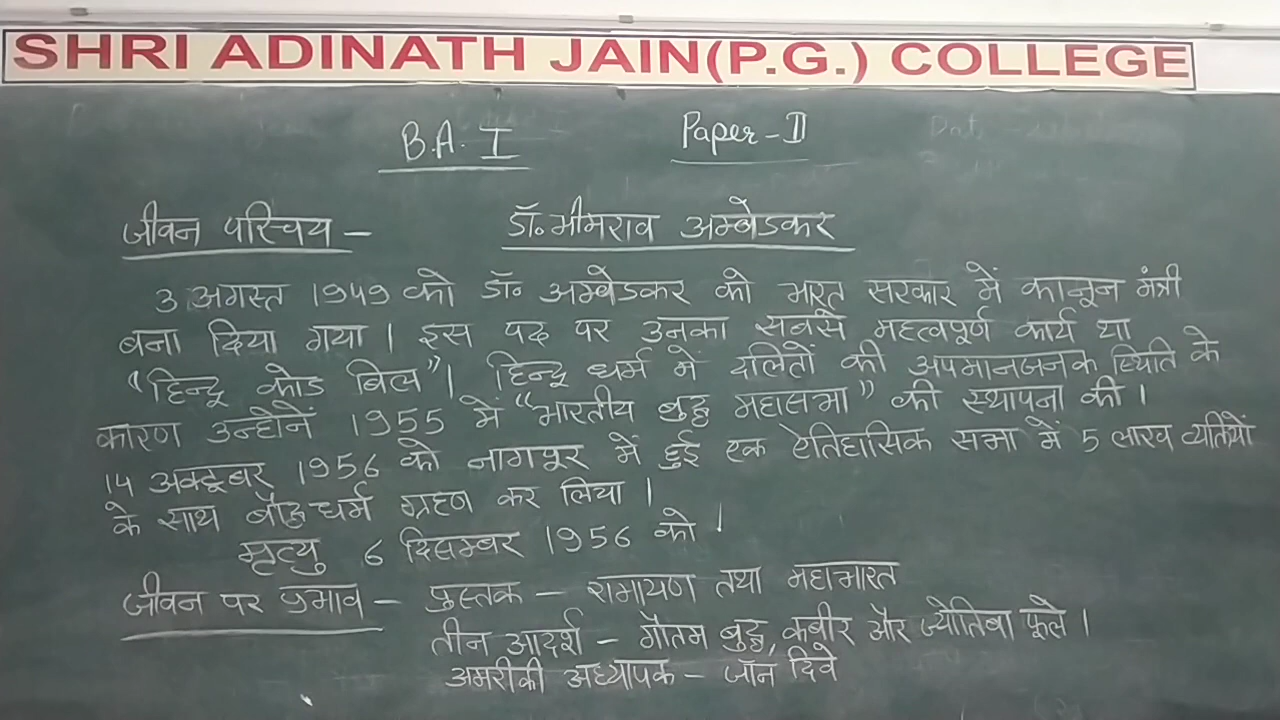 SHRI ADINATH JAIN(P.G.) COLLEGE
B.A. I Paper-II
जीवन परिचय - डॉ॰ भीमराव अम्बेडकर
3 अगस्त 1949 को डॉ॰ अम्बेडकर को भारत सरकार में कानून मंत्री
बना दिया गया। इस पद पर उनका सबसे महत्वपूर्ण कार्य था
"हिन्दू कोड बिल"। हिन्दू धर्म में दलितों की अपमानजनक स्थिति के
कारण उन्होनें 1955 में "भारतीय बुद्ध महासभा" की स्थापना की।
14 अक्टूबर 1956 को नागपूर में हुई एक ऐतिहासिक सभा में 5 लाख व्यक्तियों
के साथ बौद्ध धर्म ग्रहण कर लिया।
मृत्यु 6 दिसम्बर 1956 को।
जीवन पर प्रभाव - पुस्तक - रामायण तथा महाभारत
तीन आदर्श - गौतम बुद्ध, कबीर और ज्योतिबा फूले।
अमरीकी अध्यापक - जॉन दिवे